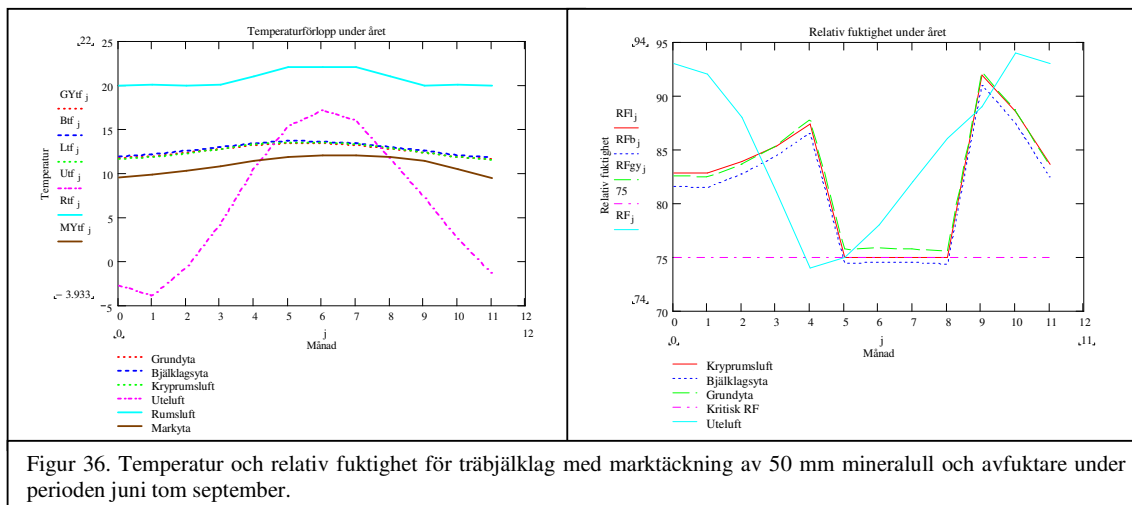 Temperaturförlopp under året
22
25
20
15
10
5
0
5
− 3.933
Temperatur
GYtf j
Btf j
Ltf j
Utf j
Rtf j
MYtf j
0 1 2 3 4 5 6 7 8 9 10 11 12
0 j 12
Månad
Grundyta
Bjälklagsyta
Kryprumsluft
Uteluft
Rumsluft
Markyta
Relativ fuktighet under året
94
95
90
85
80
75
70
74
Relativ fuktighet
RFl j
RFb j
RFgy j
75
RF j
0 1 2 3 4 5 6 7 8 9 10 11 12
0 j 11
Månad
Kryprumsluft
Bjälklagsyta
Grundyta
Kritisk RF
Uteluft
Figur 36. Temperatur och relativ fuktighet för träbjälklag med marktäckning av 50 mm mineralull och avfuktare under
perioden juni tom september.